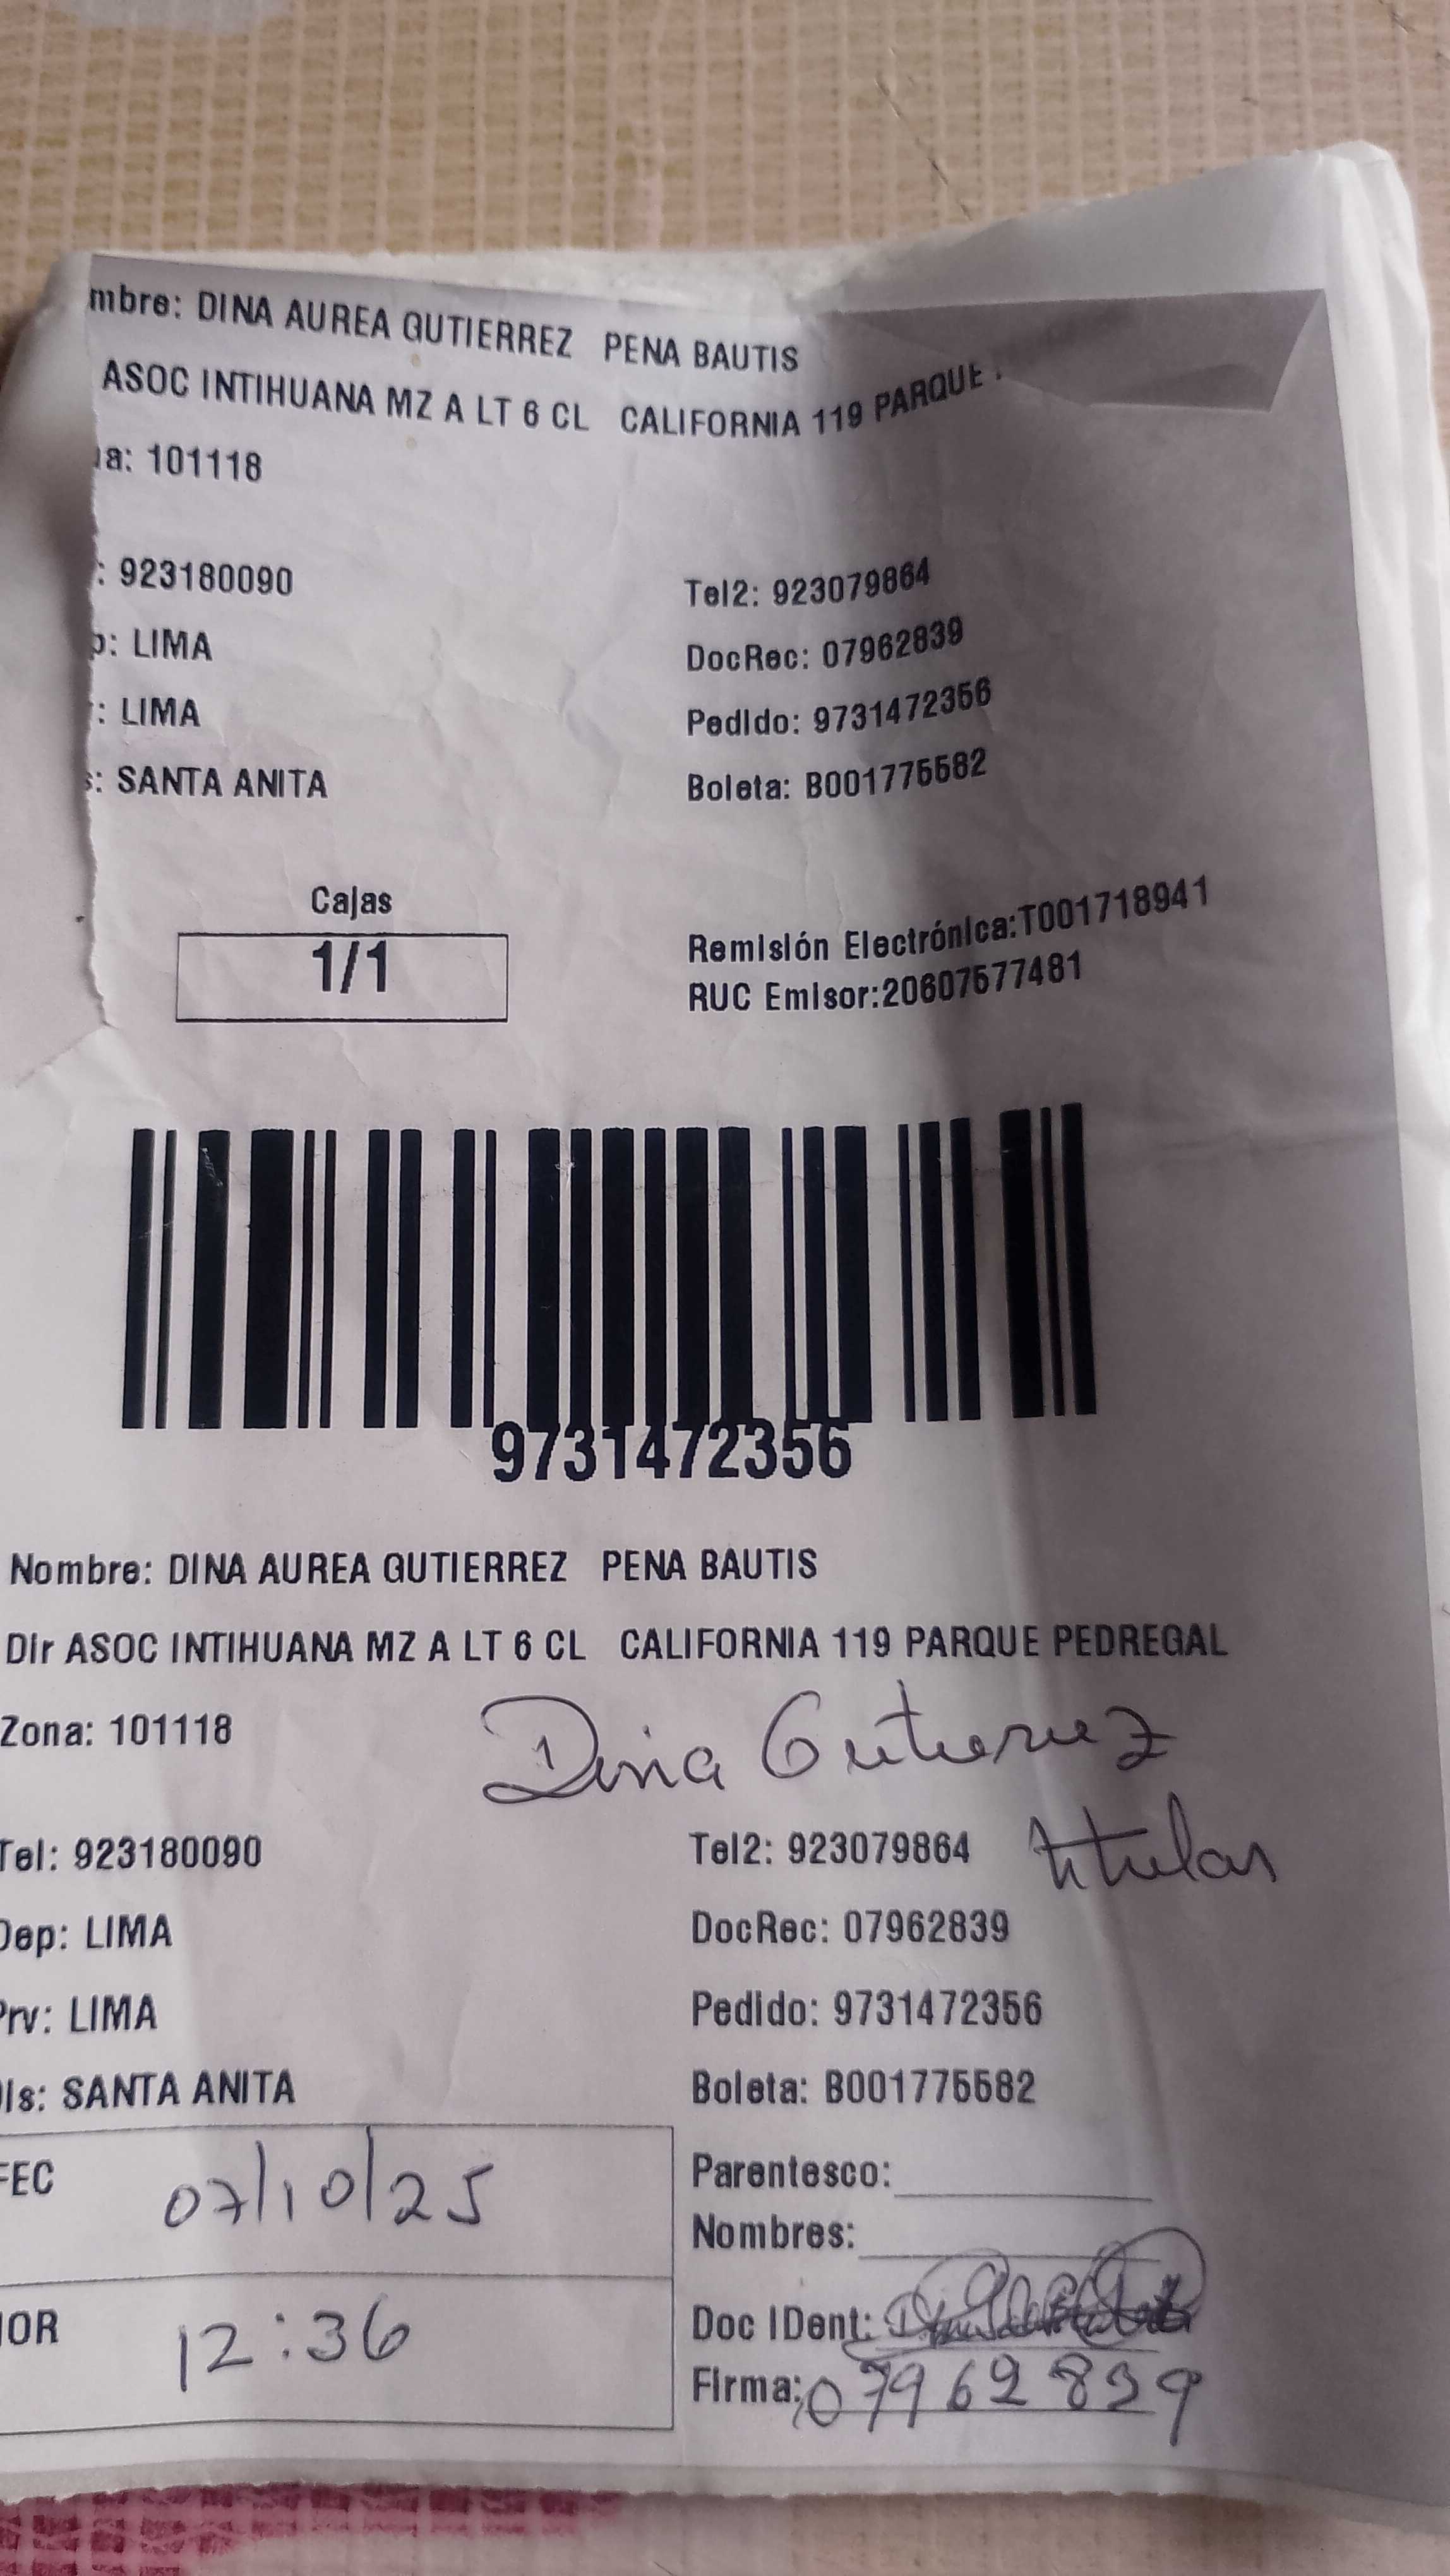 mbre: DINA AUREA GUTIERREZ PENA BAUTIS
ASOC INTIHUANA MZ A LT 6 CL CALIFORNIA 119 PARQUE
a: 101118
: 923180090 Tel2: 923079864
: LIMA DocRec: 07962839
: LIMA Pedido: 9731472356
: SANTA ANITA Boleta: B001775582
Cajas
1/1
Remisión Electrónica:T001718941
RUC Emisor:20607577481
9731472356
Nombre: DINA AUREA GUTIERREZ PENA BAUTIS
Dir ASOC INTIHUANA MZ A LT 6 CL CALIFORNIA 119 PARQUE PEDREGAL
Zona: 101118 Dina Gutierrez
Tel: 923180090 Tel2: 923079864 titular
Dep: LIMA DocRec: 07962839
Prv: LIMA Pedido: 9731472356
is: SANTA ANITA Boleta: B001775582
FEC 07/10/25 Parentesco:
Nombres:
HOR 12:36 Doc IDent:
Firma: 07962839